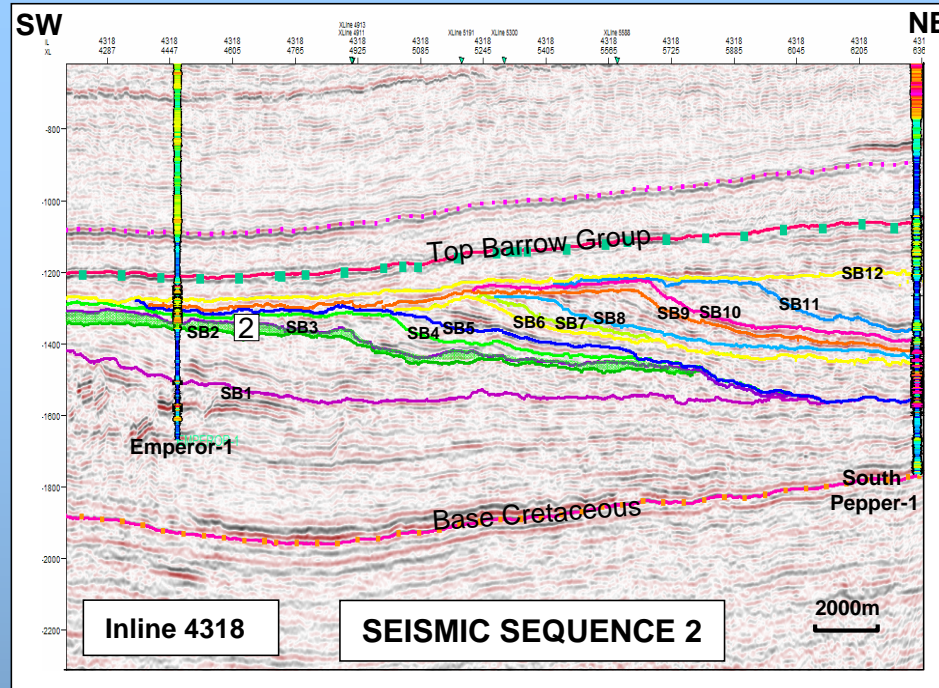 SW
NE
XLine 4913
XLine 4911
XLine 5191
XLine 5300
XLine 5588
IL 4318 4318 4318 4318 4318 4318 4318 4318 4318 4318 4318 4318 4318 431
XL 4287 4447 4605 4765 4925 5085 5245 5405 5565 5725 5885 6045 6205 636
-800
-1000
Top Barrow Group
-1200
SB12
SB11
SB10
SB9
SB8
SB7
SB6
SB5
SB4
SB3
2
SB2
-1400
SB1
-1600
Emperor-1
South
Pepper-1
-1800
Base Cretaceous
-2000
2000m
Inline 4318
SEISMIC SEQUENCE 2
-2200